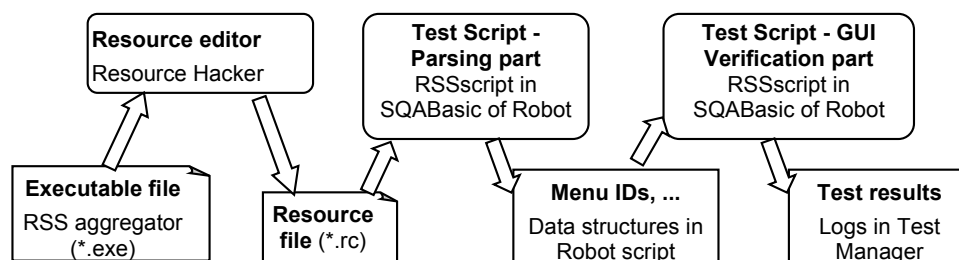 Resource editor
Resource Hacker
Test Script -
Parsing part
RSSscript in
SQABasic of Robot
Test Script - GUI
Verification part
RSSscript in
SQABasic of Robot
Executable file
RSS aggregator
(*.exe)
Resource
file (*.rc)
Menu IDs, ...
Data structures in
Robot script
Test results
Logs in Test
Manager